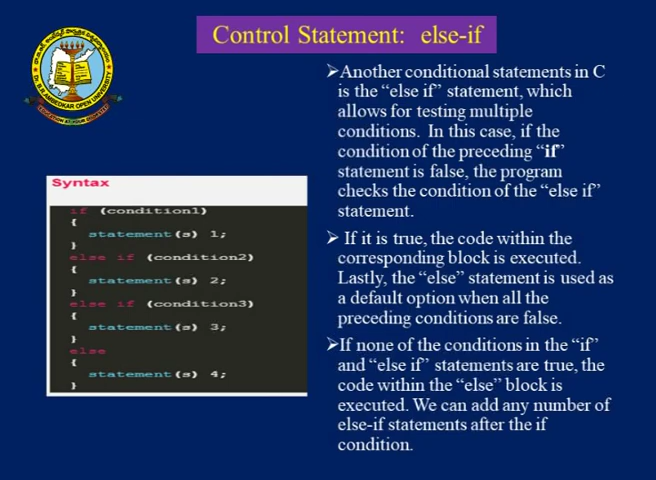 Control Statement: else-if
Dr. B.R. AMBEDKAR OPEN UNIVERSITY
➢Another conditional statements in C
is the “else if” statement, which
allows for testing multiple
conditions. In this case, if the
condition of the preceding “if”
statement is false, the program
checks the condition of the “else if”
statement.
➢ If it is true, the code within the
corresponding block is executed.
Lastly, the “else” statement is used as
a default option when all the
preceding conditions are false.
➢If none of the conditions in the “if”
and “else if” statements are true, the
code within the “else” block is
executed. We can add any number of
else-if statements after the if
condition.
Syntax
if (condition1)
{
statement(s) 1;
}
else if (condition2)
{
statement(s) 2;
}
else if (condition3)
{
statement(s) 3;
}
else
{
statement(s) 4;
}